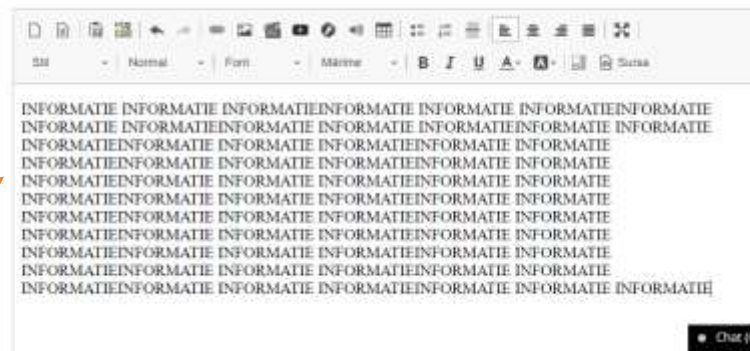 Stil Normal Font Mărime B I U A A Sursa
INFORMATIE INFORMATIE INFORMATIEINFORMATIE INFORMATIE INFORMATIEINFORMATIE
INFORMATIE INFORMATIEINFORMATIE INFORMATIE INFORMATIEINFORMATIE INFORMATIE
INFORMATIEINFORMATIE INFORMATIE INFORMATIEINFORMATIE INFORMATIE
INFORMATIEINFORMATIE INFORMATIE INFORMATIEINFORMATIE INFORMATIE
INFORMATIEINFORMATIE INFORMATIE INFORMATIEINFORMATIE INFORMATIE
INFORMATIEINFORMATIE INFORMATIE INFORMATIEINFORMATIE INFORMATIE
INFORMATIEINFORMATIE INFORMATIE INFORMATIEINFORMATIE INFORMATIE
INFORMATIEINFORMATIE INFORMATIE INFORMATIEINFORMATIE INFORMATIE
INFORMATIEINFORMATIE INFORMATIE INFORMATIEINFORMATIE INFORMATIE
INFORMATIEINFORMATIE INFORMATIE INFORMATIEINFORMATIE INFORMATIE
INFORMATIEINFORMATIE INFORMATIE INFORMATIEINFORMATIE INFORMATIE INFORMATIE
Chat